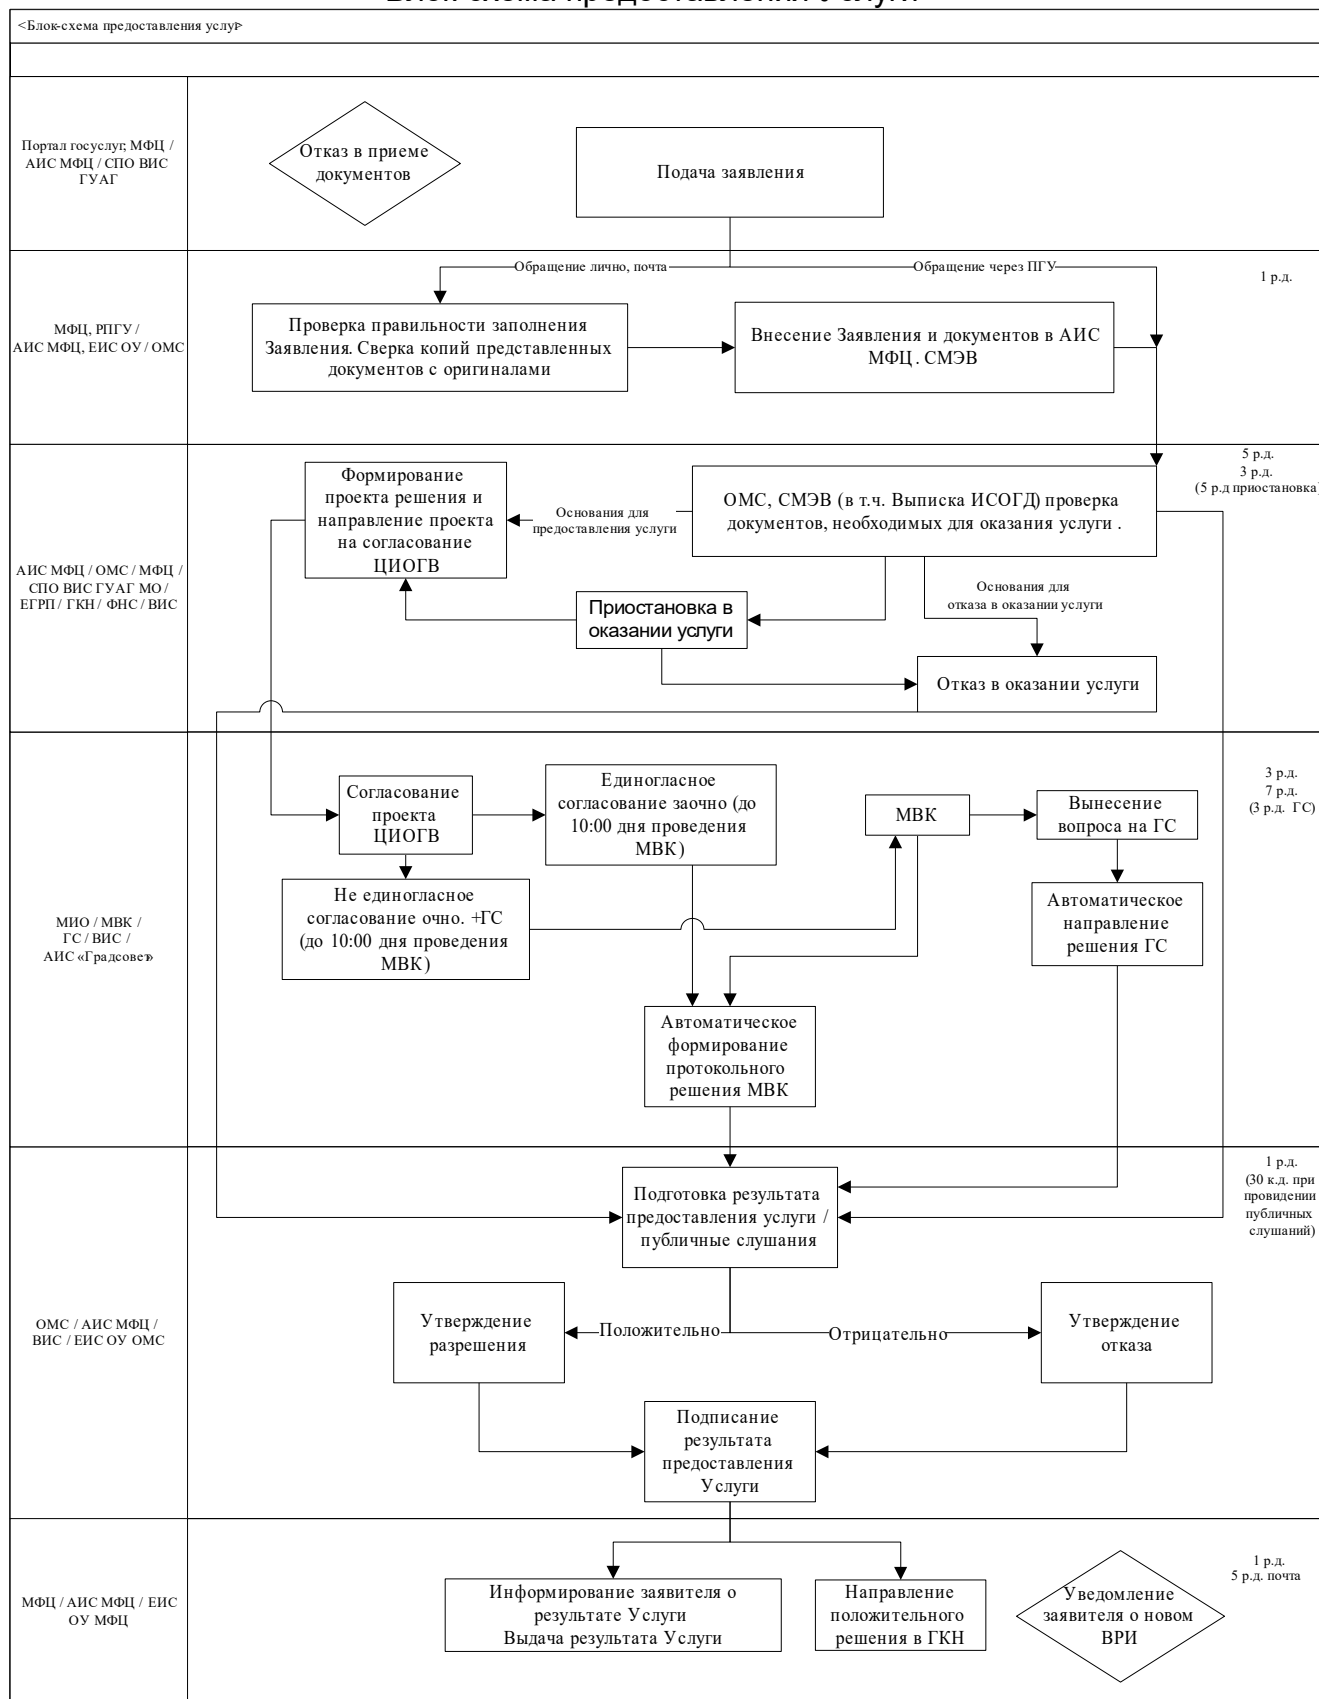 Блок-схема предоставления Услуги
<Блок-схема предоставления услуг>
Портал госуслуг, МФЦ /
АИС МФЦ / СПО ВИС
ГУАГ
Отказ в приеме
документов
Подача заявления
МФЦ, РПГУ /
АИС МФЦ, ЕИС ОУ / ОМС
Обращение лично, почта
Обращение через ПГУ
1 р.д.
Проверка правильности заполнения
Заявления. Сверка копий представленных
документов с оригиналами
Внесение Заявления и документов в АИС
МФЦ. СМЭВ
АИС МФЦ / ОМС / МФЦ /
СПО ВИС ГУАГ МО /
ЕГРП / ГКН / ФНС / ВИС
Формирование
проекта решения и
направление проекта
на согласование
ЦИОГВ
Основания для
предоставления услуги
ОМС, СМЭВ (в т.ч. Выписка ИСОГД) проверка
документов, необходимых для оказания услуги .
5 р.д.
3 р.д.
(5 р.д приостановка)
Основания для
отказа в оказании услуги
Приостановка в
оказании услуги
Отказ в оказании услуги
МИО / МВК /
ГС / ВИС /
АИС «Градсовет»
Согласование
проекта
ЦИОГВ
Единогласное
согласование заочно (до
10:00 дня проведения
МВК)
МВК
Вынесение
вопроса на ГС
3 р.д.
7 р.д.
(3 р.д. ГС)
Не единогласное
согласование очно. +ГС
(до 10:00 дня проведения
МВК)
Автоматическое
направление
решения ГС
Автоматическое
формирование
протокольного
решения МВК
ОМС / АИС МФЦ /
ВИС / ЕИС ОУ ОМС
Подготовка результата
предоставления услуги /
публичные слушания
1 р.д.
(30 к.д. при
провидении
публичных
слушаний)
Утверждение
разрешения
Положительно
Отрицательно
Утверждение
отказа
Подписание
результата
предоставления
Услуги
МФЦ / АИС МФЦ / ЕИС
ОУ МФЦ
Информирование заявителя о
результате Услуги
Выдача результата Услуги
Направление
положительного
решения в ГКН
Уведомление
заявителя о новом
ВРИ
1 р.д.
5 р.д. почта